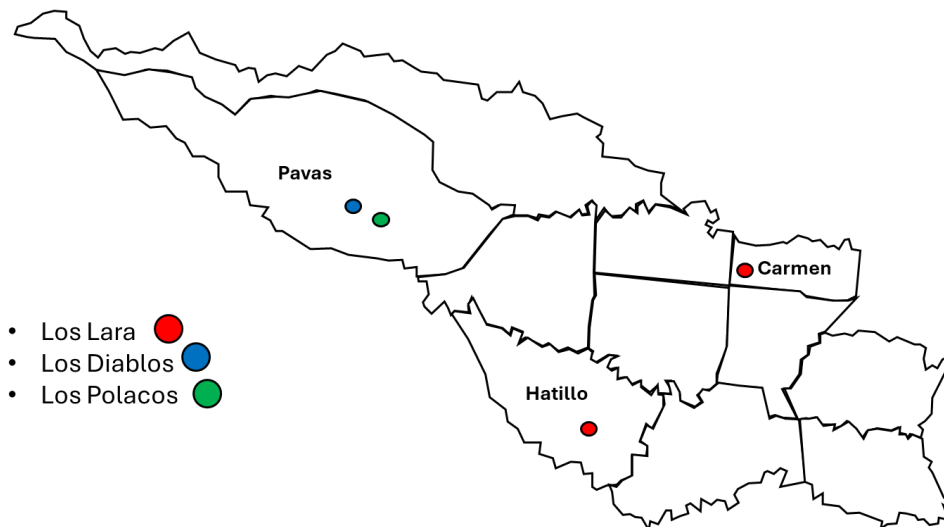 Pavas
Carmen
• Los Lara
• Los Diablos
• Los Polacos
Hatillo